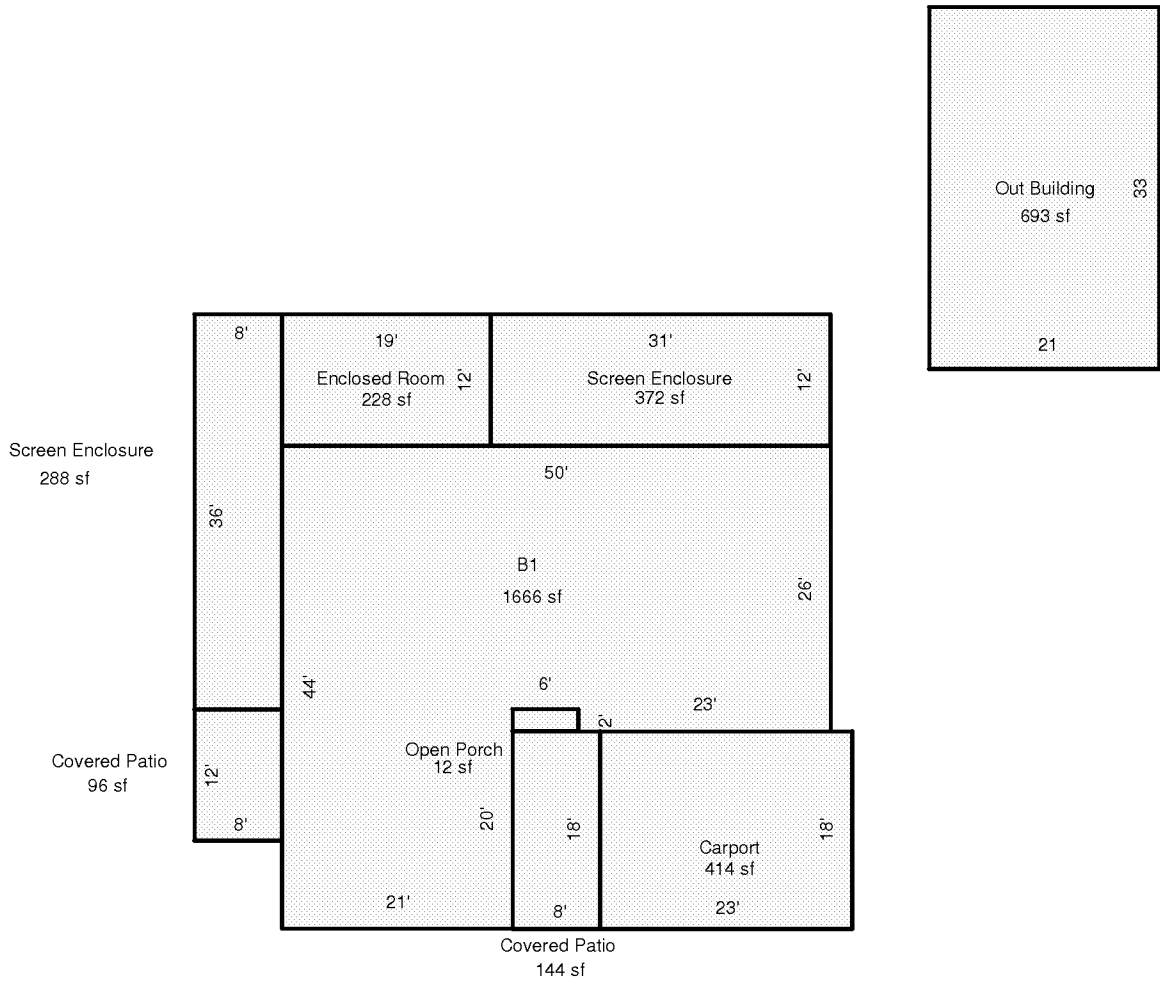 Out Building
33
693 sf
21
8'
19'
31'
Enclosed Room
12'
228 sf
Screen Enclosure
12'
372 sf
Screen Enclosure
288 sf
36'
50'
B1
1666 sf
26'
44'
6'
23'
2'
Open Porch
12 sf
Covered Patio
96 sf
12'
8'
20'
18'
18'
Carport
414 sf
21'
8'
23'
Covered Patio
144 sf